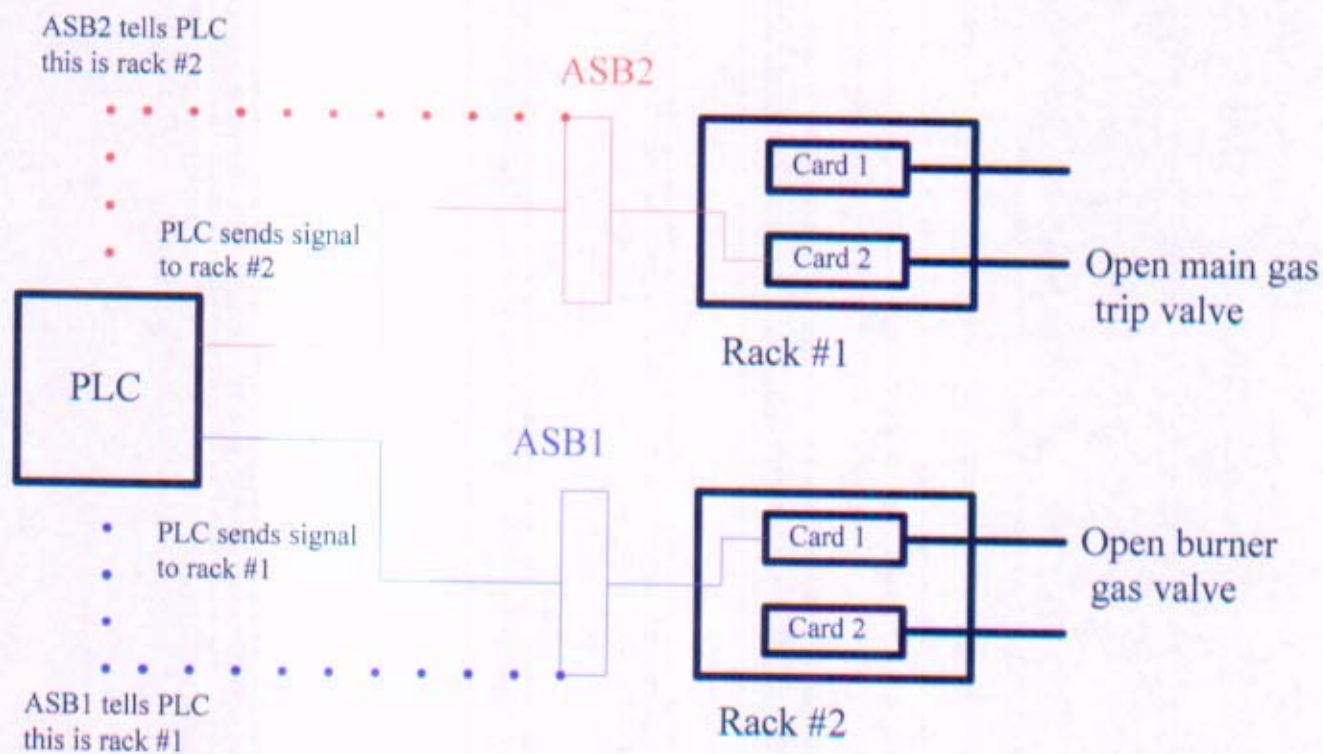 ASB2 tells PLC
this is rack #2
ASB2
Card 1
PLC sends signal
to rack #2
Card 2
Open main gas
trip valve
Rack #1
PLC
ASB1
PLC sends signal
to rack #1
Card 1
Open burner
gas valve
Card 2
ASB1 tells PLC
this is rack #1
Rack #2